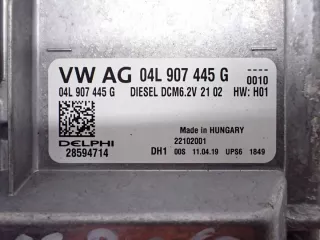 VW AG 04L 907 445 G
0010
04L 907 445 G DIESEL DCM6.2V 21 02 HW: H01
Made in HUNGARY
DELPHI 22102001
28594714 DH1 00S 11.04.19 UPS6 1849